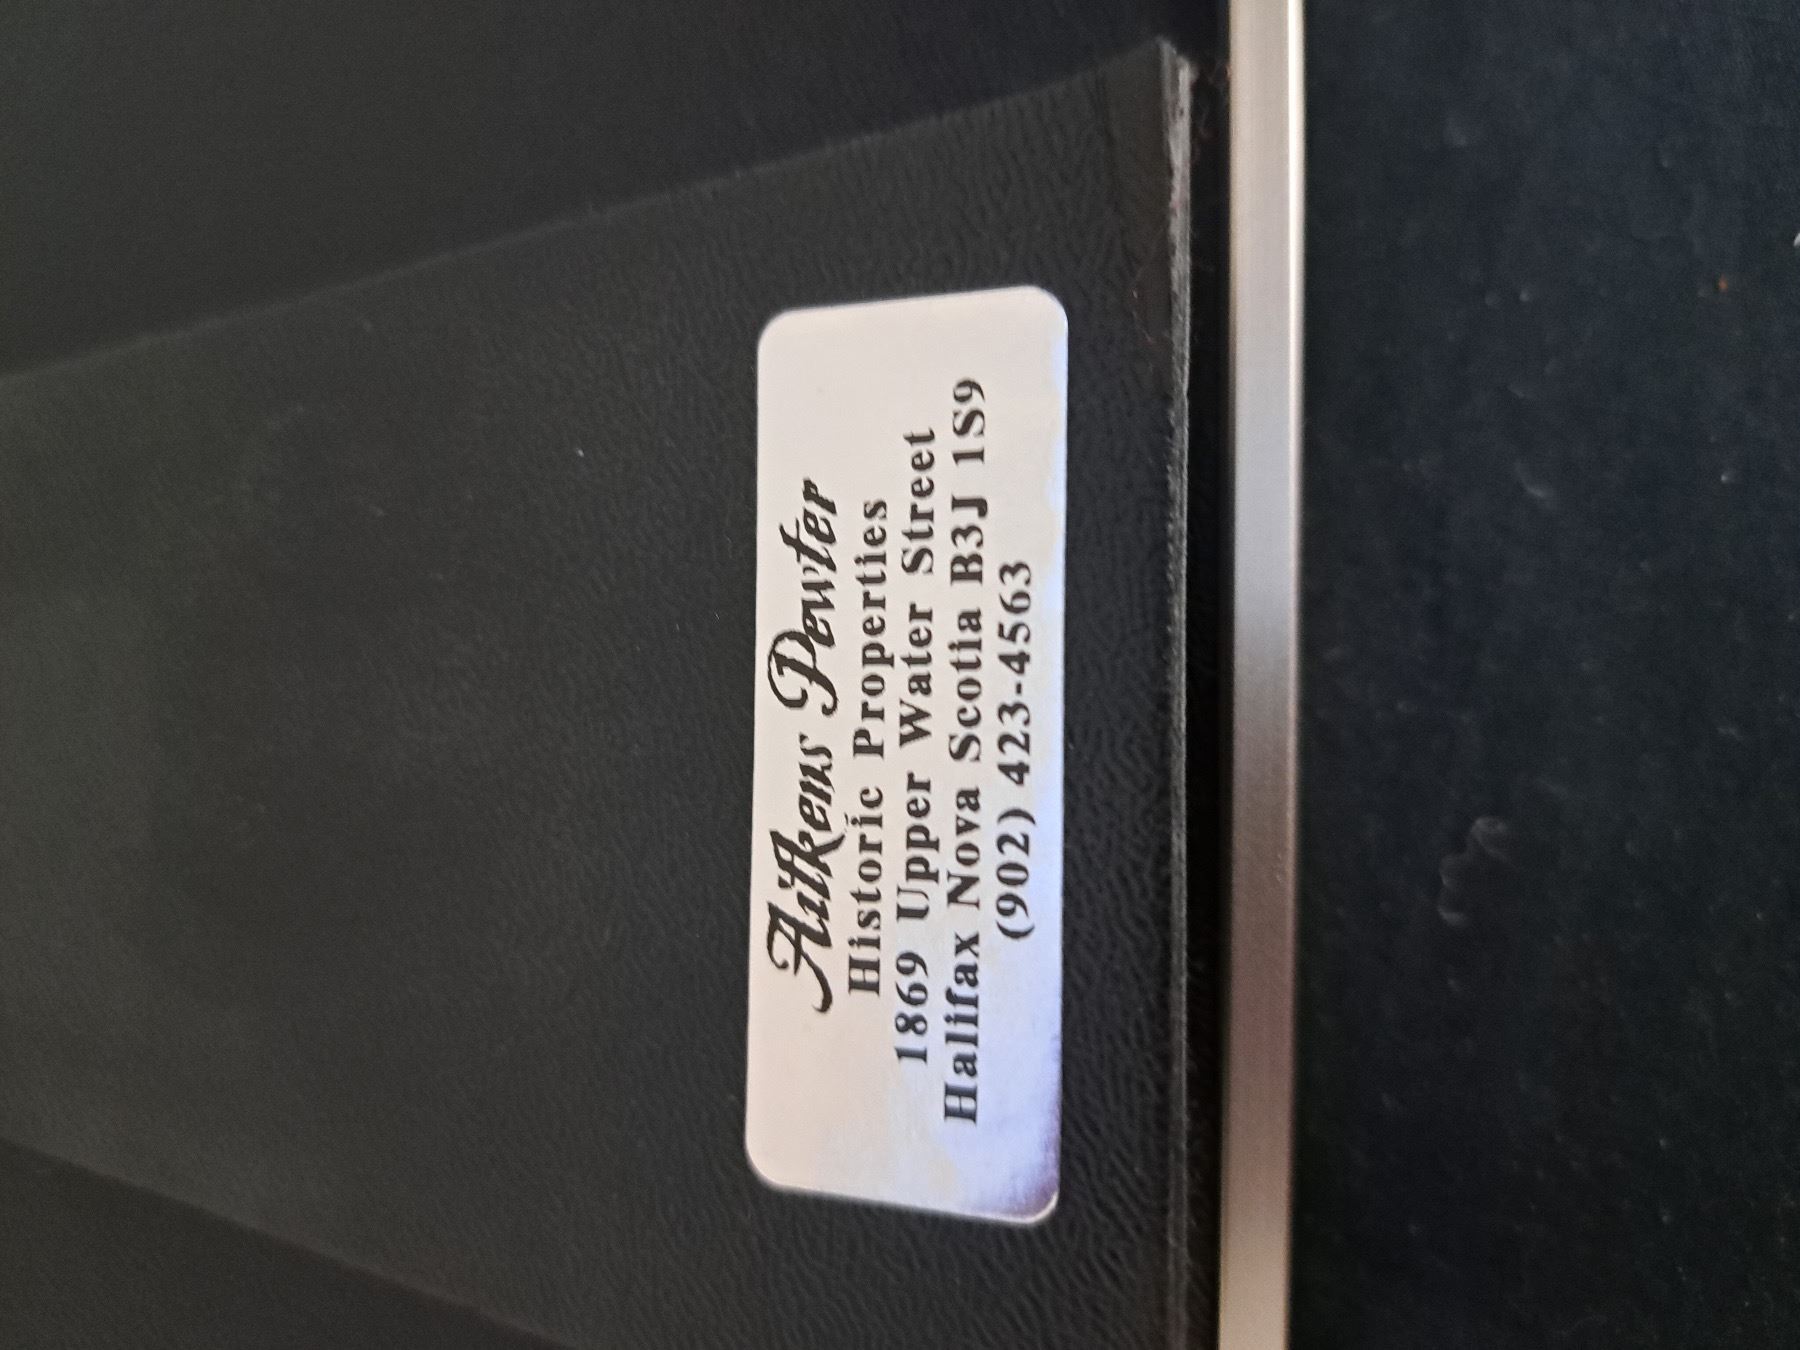 Aitkens Pewter
Historic Properties
1869 Upper Water Street
Halifax Nova Scotia B3J 1S9
(902) 423-4563